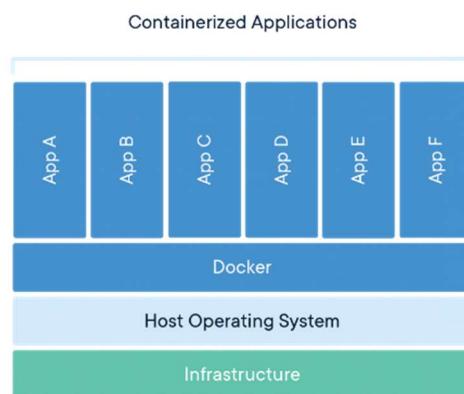 Containerized Applications
App A
App B
App C
App D
App E
App F
Docker
Host Operating System
Infrastructure